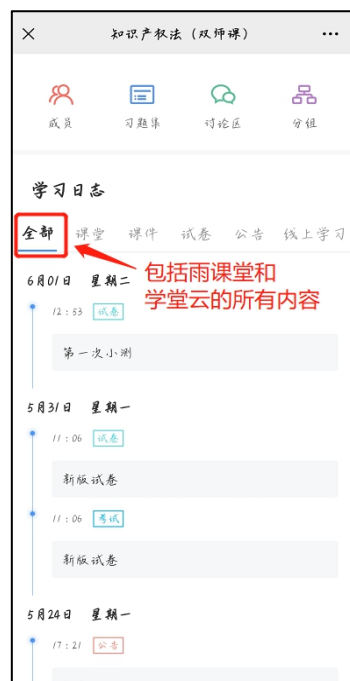 知识产权法（双师课）
成员 习题集 讨论区 分组
学习日志
全部 课堂 课件 试卷 公告 线上学习
包括雨课堂和
学堂云的所有内容
6月01日 星期二
12:53 试卷
第一次小测
5月31日 星期一
11:06 试卷
新版试卷
11:06 考试
新版试卷
5月24日 星期一
17:21 公告